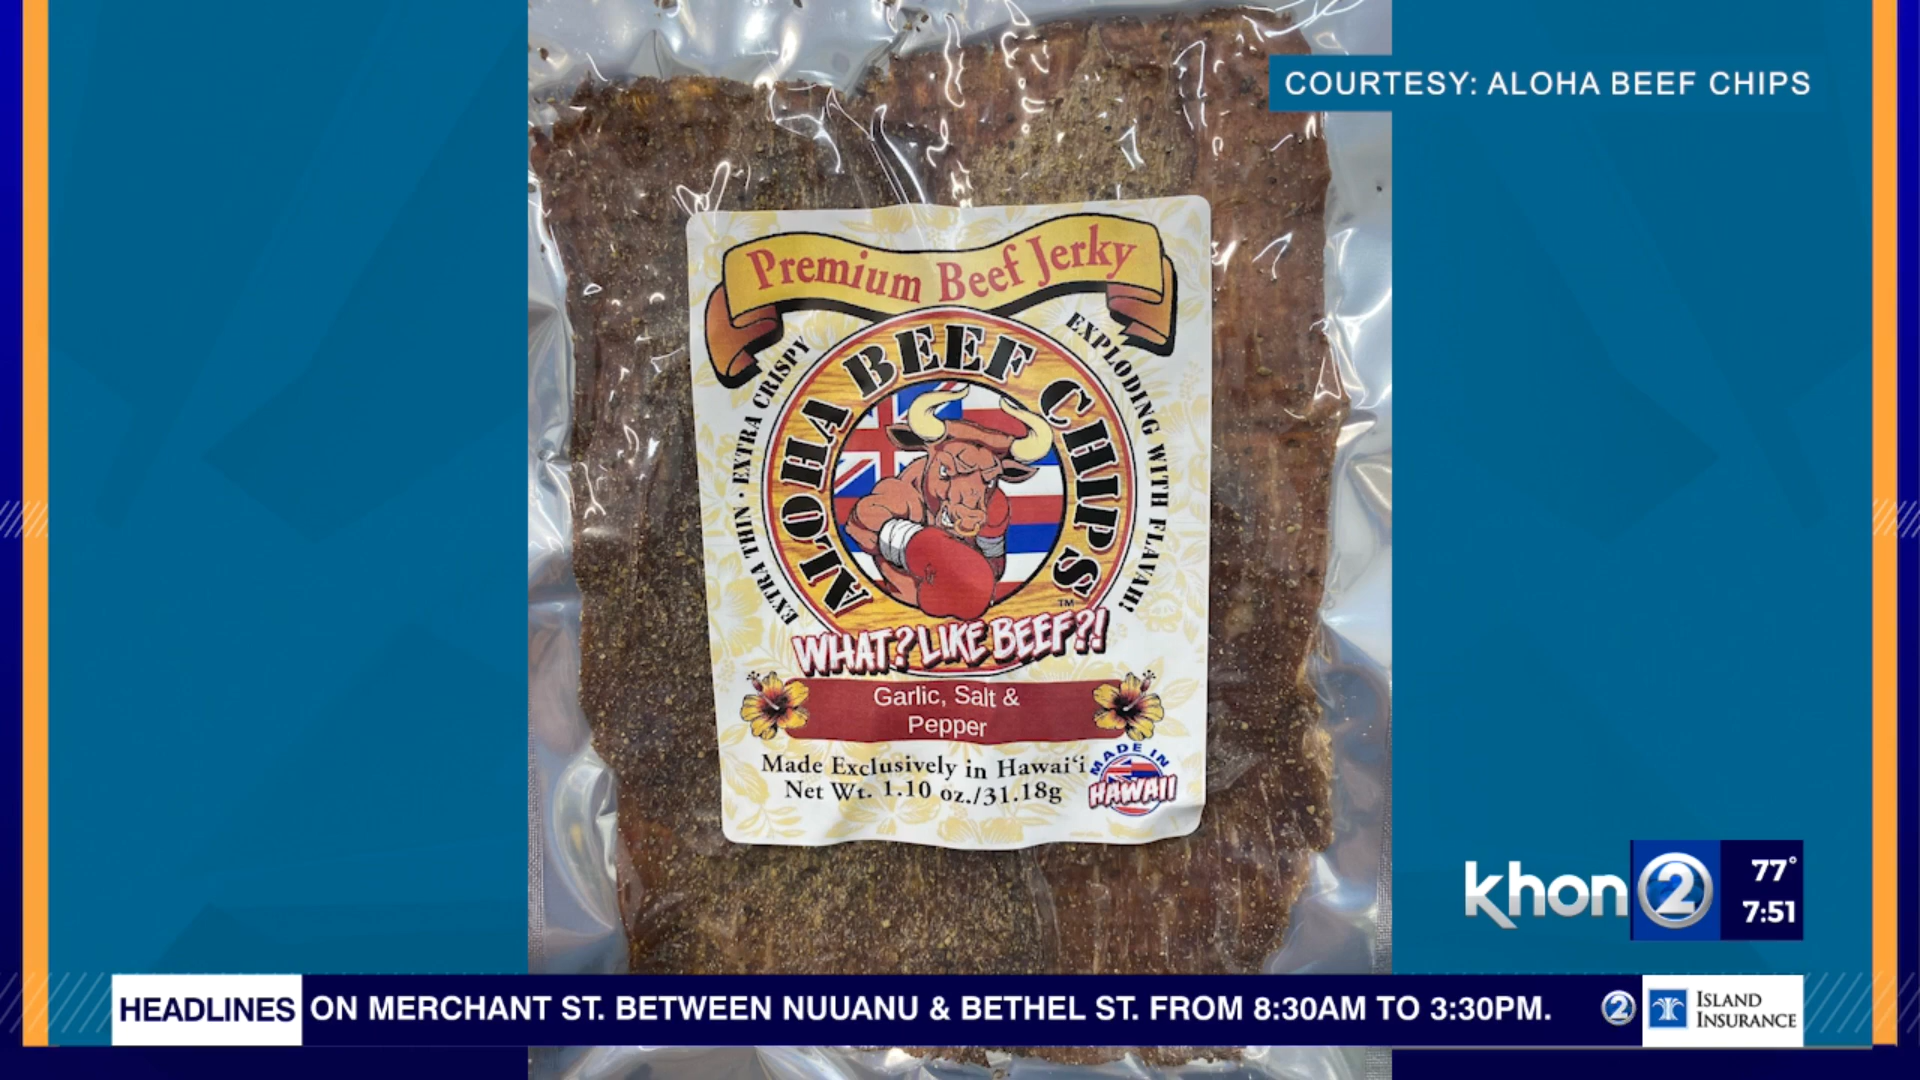 COURTESY: ALOHA BEEF CHIPS
Premium Beef Jerky
EXTRA THIN • EXTRA CRISPY
ALOHA BEEF CHIPS
EXPLODING WITH FLAVAH!
TM
WHAT? LIKE BEEF?!
Garlic, Salt &
Pepper
Made Exclusively in Hawai‘i
Net Wt. 1.10 oz./31.18g
MADE IN
HAWAII
khon 2
77°
7:51
HEADLINES ON MERCHANT ST. BETWEEN NUUANU & BETHEL ST. FROM 8:30AM TO 3:30PM.
2
ISLAND
INSURANCE